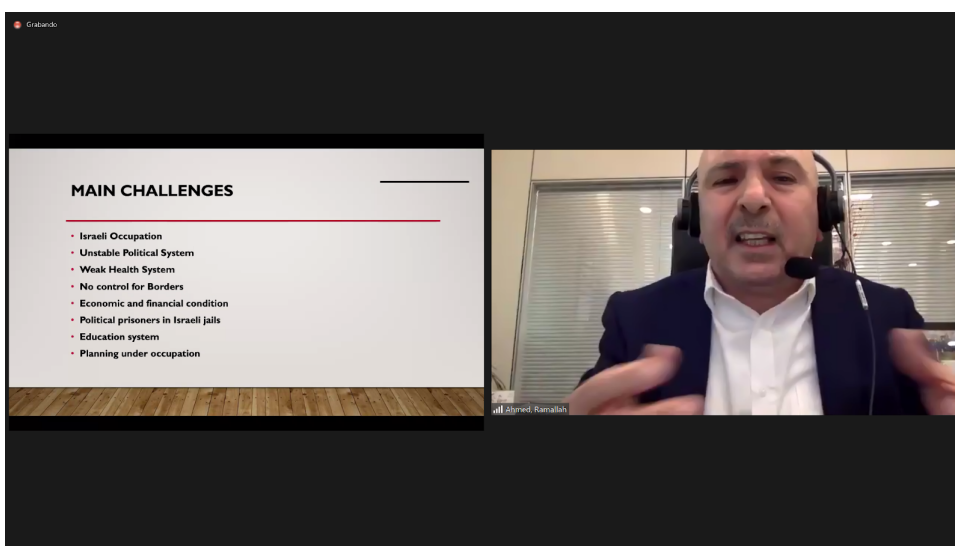 Grabando
MAIN CHALLENGES
• Israeli Occupation
• Unstable Political System
• Weak Health System
• No control for Borders
• Economic and financial condition
• Political prisoners in Israeli jails
• Education system
• Planning under occupation
Ahmed, Ramallah